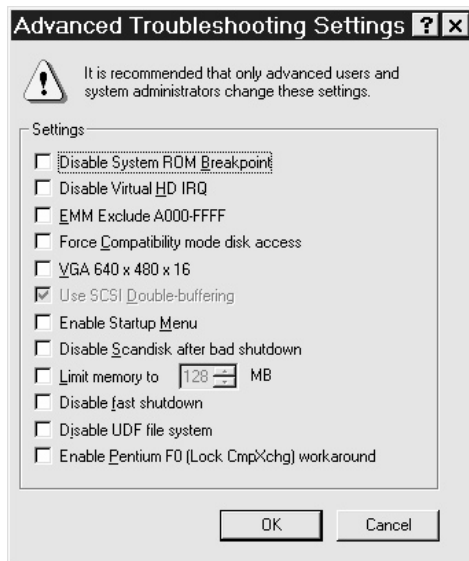 Advanced Troubleshooting Settings ? X
It is recommended that only advanced users and
system administrators change these settings.
Settings
Disable System ROM Breakpoint
Disable Virtual HD IRQ
EMM Exclude A000-FFFF
Force Compatibility mode disk access
VGA 640 x 480 x 16
Use SCSI Double-buffering
Enable Startup Menu
Disable Scandisk after bad shutdown
Limit memory to 128 MB
Disable fast shutdown
Disable UDF file system
Enable Pentium F0 (Lock CmpXchg) workaround
OK Cancel